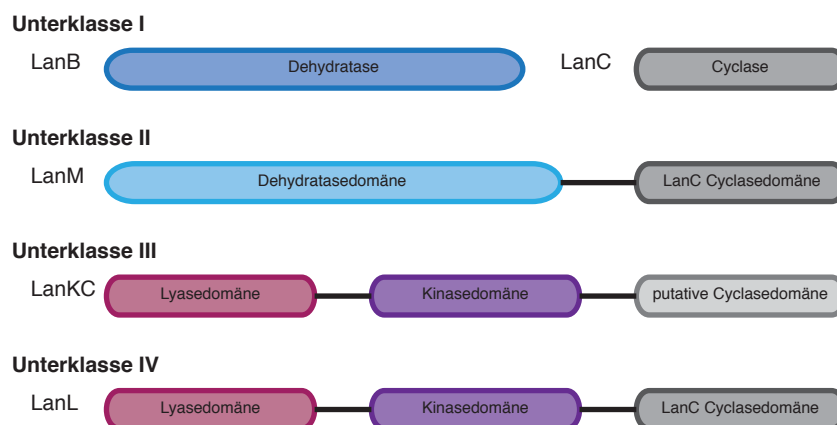 Unterklasse I
LanB Dehydratase LanC Cyclase
Unterklasse II
LanM Dehydratasedomäne LanC Cyclasedomäne
Unterklasse III
LanKC Lyasedomäne Kinasedomäne putative Cyclasedomäne
Unterklasse IV
LanL Lyasedomäne Kinasedomäne LanC Cyclasedomäne